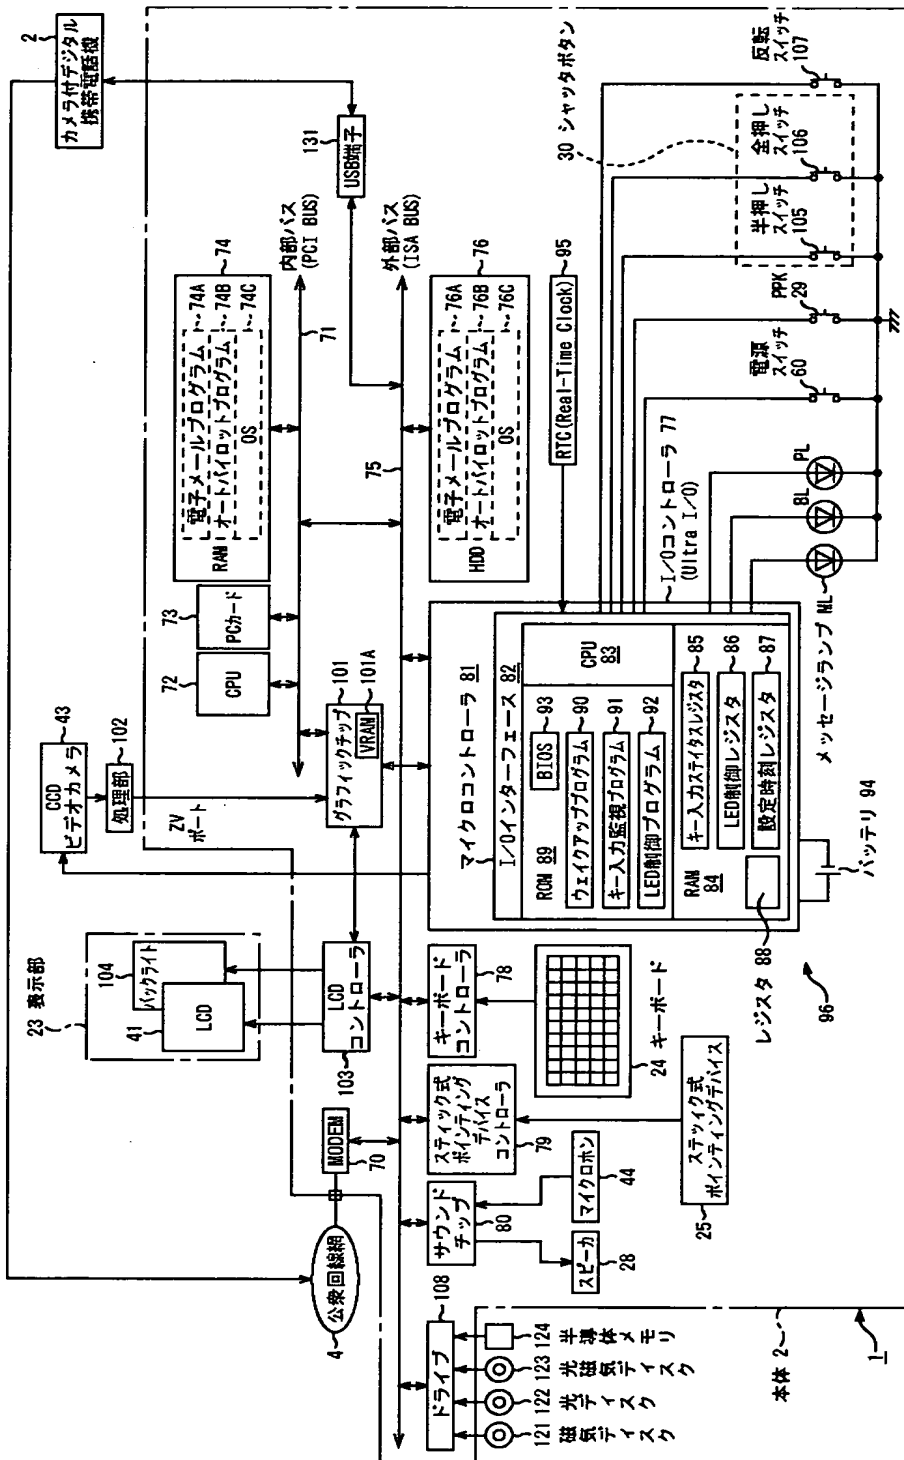 2
カメラ付デジタル
携帯電話機
131
USB端子
内部バス
(PCI BUS)
外部バス
(ISA BUS)
71
75
74
電子メールプログラム
74A
オートパイロットプログラム
74B
OS
74C
RAM
76
電子メールプログラム
76A
オートパイロットプログラム
76B
OS
76C
HDD
73
PCカード
72
CPU
43
CCD
ビデオカメラ
102
処理部
ZV
ポート
101
グラフィックチップ
101A
VRAM
23 表示部
104
バックライト
41
LCD
LCD
コントローラ
103
MODEM
70
公衆回線網
4
95
RTC(Real-Time Clock)
I/Oコントローラ 77
(Ultra I/O)
マイクロコントローラ 81
I/Oインターフェース 82
CPU
83
ROM 89
BIOS
93
ウェイクアッププログラム
90
キー入力監視プログラム
91
LED制御プログラム
92
RAM
84
キー入力ステイタスレジスタ
85
LED制御レジスタ
86
設定時刻レジスタ
87
レジスタ 88
バッテリ 94
96
30 シャッタボタン
反転
スイッチ
107
全押し
スイッチ
106
半押し
スイッチ
105
PPK
29
電源
スイッチ
60
PL
BL
メッセージランプ ML
キーボード
コントローラ
78
24 キーボード
スティック式
ポインティング
デバイス
コントローラ
79
ステッィク式
ポインティングデバイス
25
サウンド
チップ
80
マイクロホン
44
スピーカ
28
108
ドライブ
124 半導体メモリ
123 光磁気ディスク
122 光ディスク
121 磁気ディスク
本体 2
1